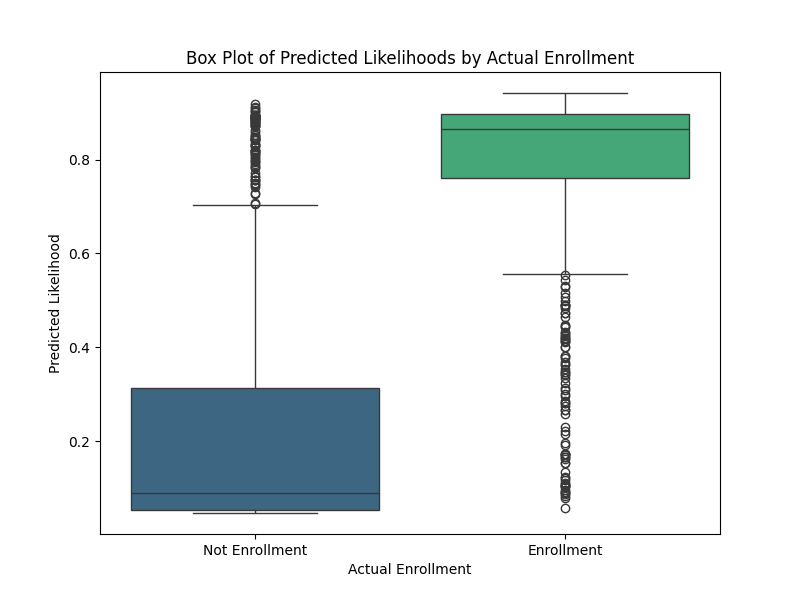 Box Plot of Predicted Likelihoods by Actual Enrollment
Predicted Likelihood
0.8
0.6
0.4
0.2
Not Enrollment
Enrollment
Actual Enrollment